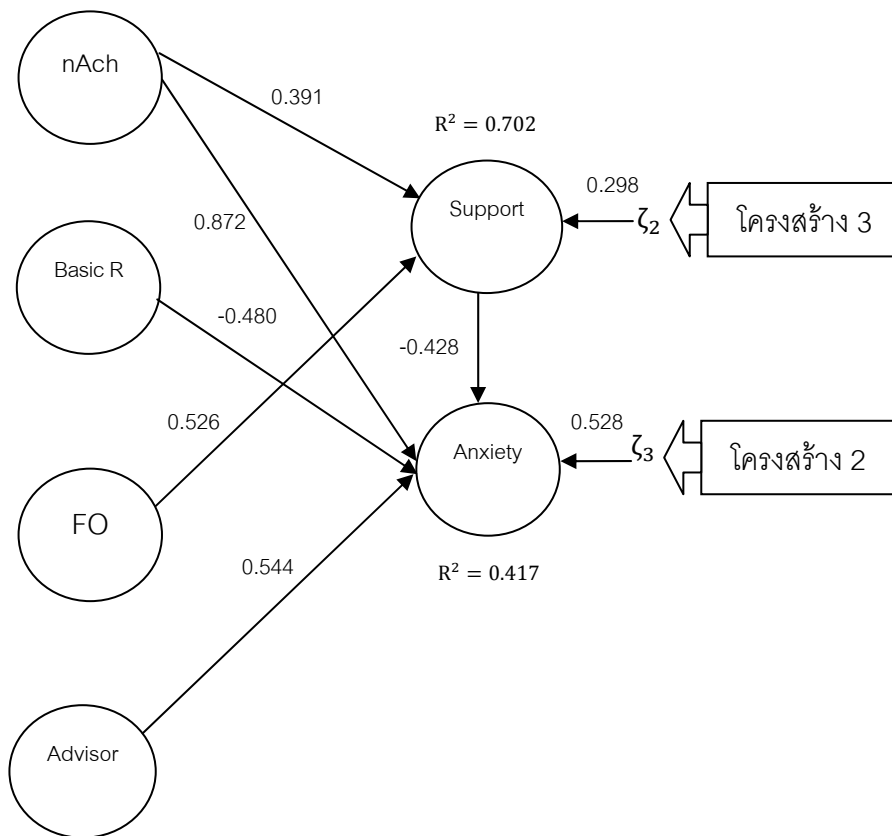 nAch
0.391
R² = 0.702
0.298
Support
ζ₂
โครงสร้าง 3
0.872
Basic R
-0.480
-0.428
0.526
0.528
Anxiety
ζ₃
โครงสร้าง 2
FO
0.544
R² = 0.417
Advisor